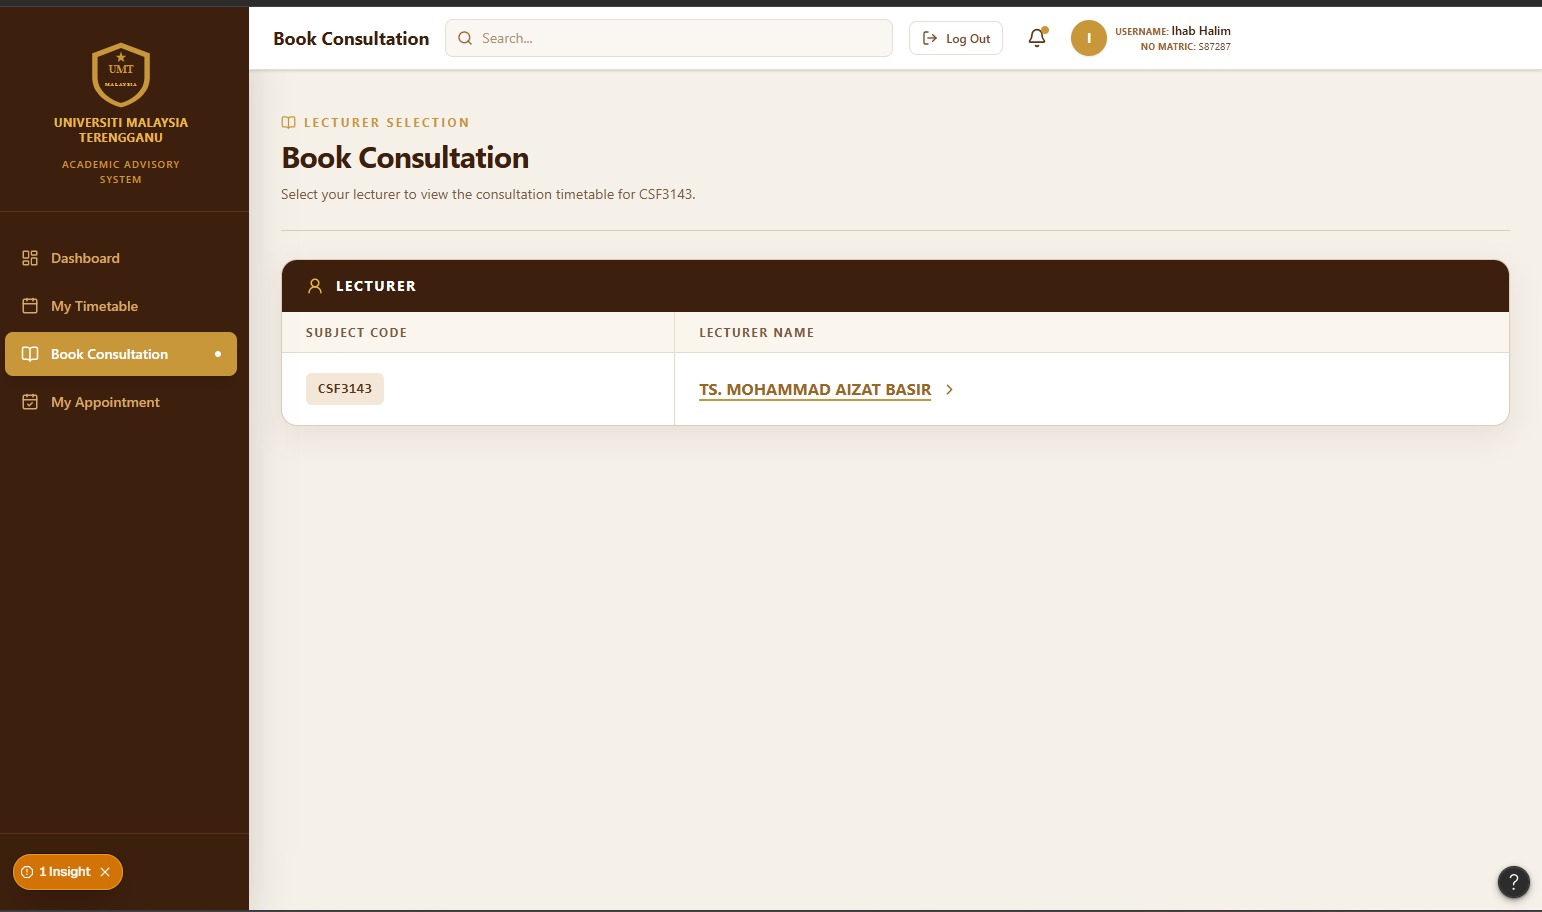 UMT
MALAYSIA
UNIVERSITI MALAYSIA
TERENGGANU
ACADEMIC ADVISORY
SYSTEM
Dashboard
My Timetable
Book Consultation
My Appointment
1 Insight
Book Consultation
Search...
Log Out
I
USERNAME: Ihab Halim
NO MATRIC: S87287
LECTURER SELECTION
Book Consultation
Select your lecturer to view the consultation timetable for CSF3143.
LECTURER
SUBJECT CODE
LECTURER NAME
CSF3143
TS. MOHAMMAD AIZAT BASIR
?